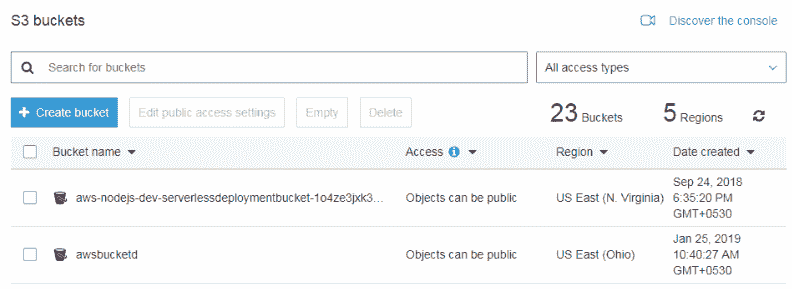 S3 buckets
Discover the console
Search for buckets
All access types
Create bucket Edit public access settings Empty Delete 23 Buckets 5 Regions
Bucket name Access Region Date created
aws-nodejs-dev-serverlessdeploymentbucket-1o4ze3jxk3... Objects can be public US East (N. Virginia) Sep 24, 2018
6:35:20 PM
GMT+0530
awsbucketd Objects can be public US East (Ohio) Jan 25, 2019
10:40:27 AM
GMT+0530